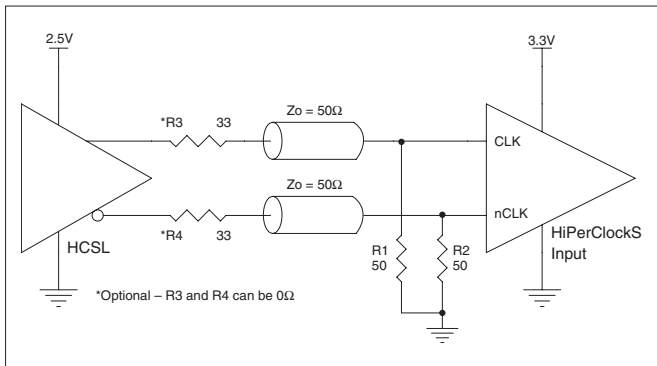 2.5V
3.3V
*R3 33
Zo = 50Ω
CLK
Zo = 50Ω
nCLK
*R4 33
HCSL
R1
50
R2
50
HiPerClockS
Input
*Optional – R3 and R4 can be 0Ω